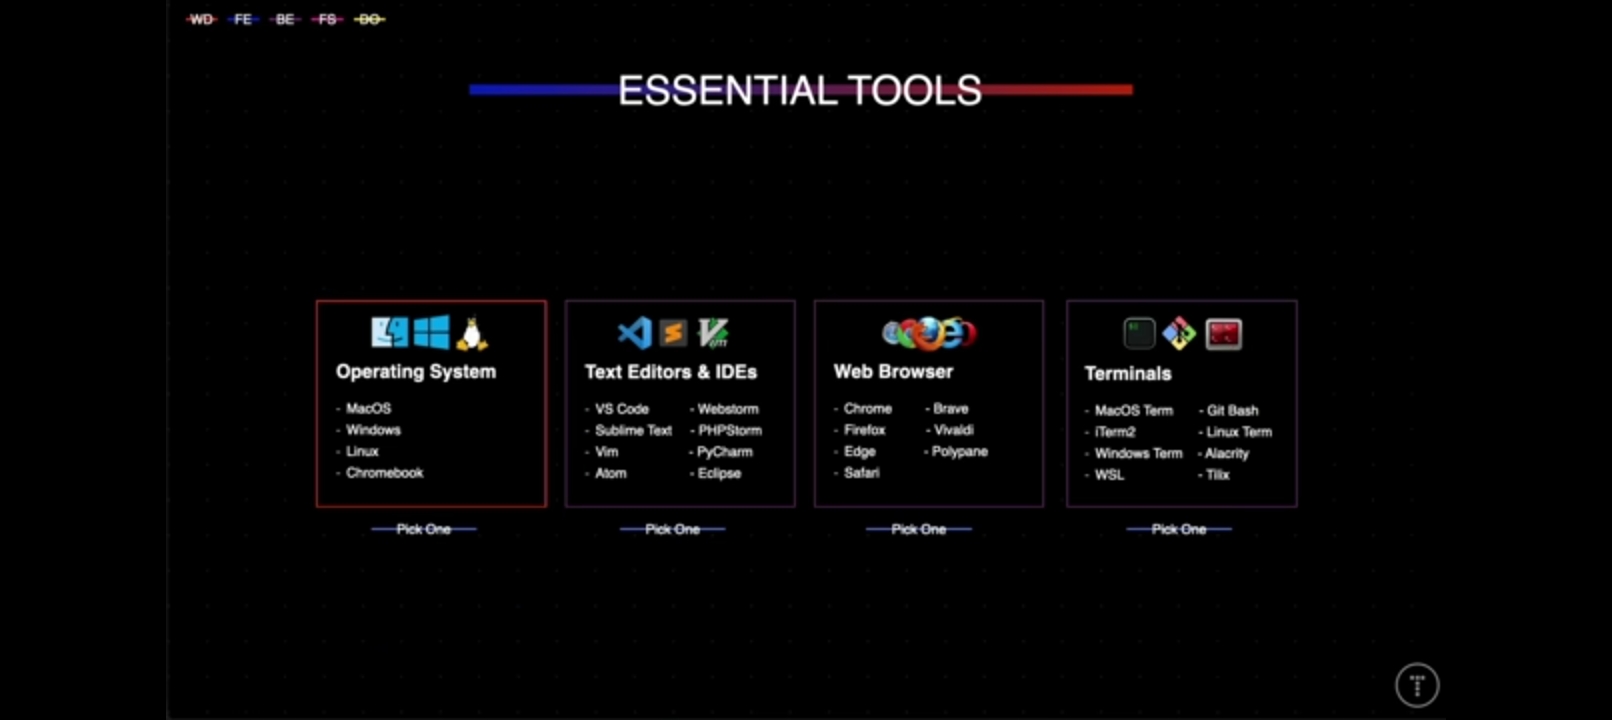 WD FE BE FS DO
ESSENTIAL TOOLS
Operating System
- MacOS
- Windows
- Linux
- Chromebook
Pick One
Text Editors & IDEs
- VS Code - Webstorm
- Sublime Text - PHPStorm
- Vim - PyCharm
- Atom - Eclipse
Pick One
Web Browser
- Chrome - Brave
- Firefox - Vivaldi
- Edge - Polypane
- Safari
Pick One
Terminals
- MacOS Term - Git Bash
- iTerm2 - Linux Term
- Windows Term - Alacrity
- WSL - Tilix
Pick One
T